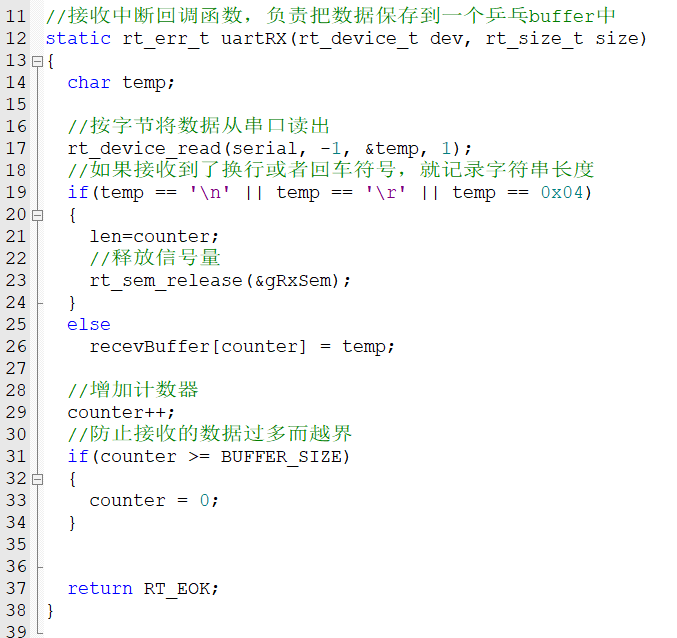 11 //接收中断回调函数，负责把数据保存到一个乒乓buffer中
12 static rt_err_t uartRX(rt_device_t dev, rt_size_t size)
13 {
14 char temp;
15
16 //按字节将数据从串口读出
17 rt_device_read(serial, -1, &temp, 1);
18 //如果接收到了换行或者回车符号，就记录字符串长度
19 if(temp == '\n' || temp == '\r' || temp == 0x04)
20 {
21 len=counter;
22 //释放信号量
23 rt_sem_release(&gRxSem);
24 }
25 else
26 recevBuffer[counter] = temp;
27
28 //增加计数器
29 counter++;
30 //防止接收的数据过多而越界
31 if(counter >= BUFFER_SIZE)
32 {
33 counter = 0;
34 }
35
36
37 return RT_EOK;
38 }
39